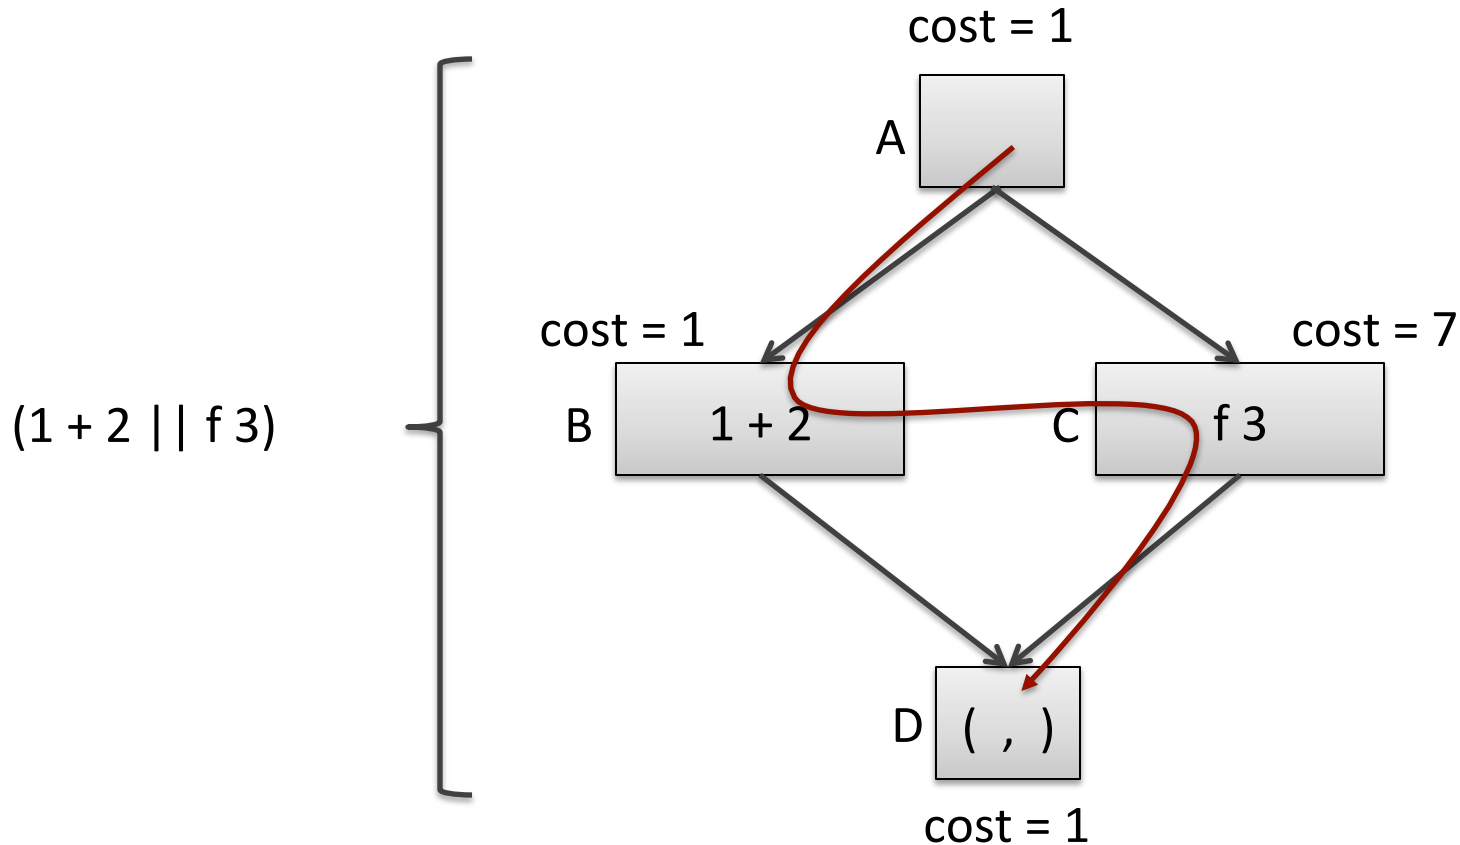 cost = 1
A
cost = 1
cost = 7
(1 + 2 || f 3)
B
1 + 2
C
f 3
D
( , )
cost = 1